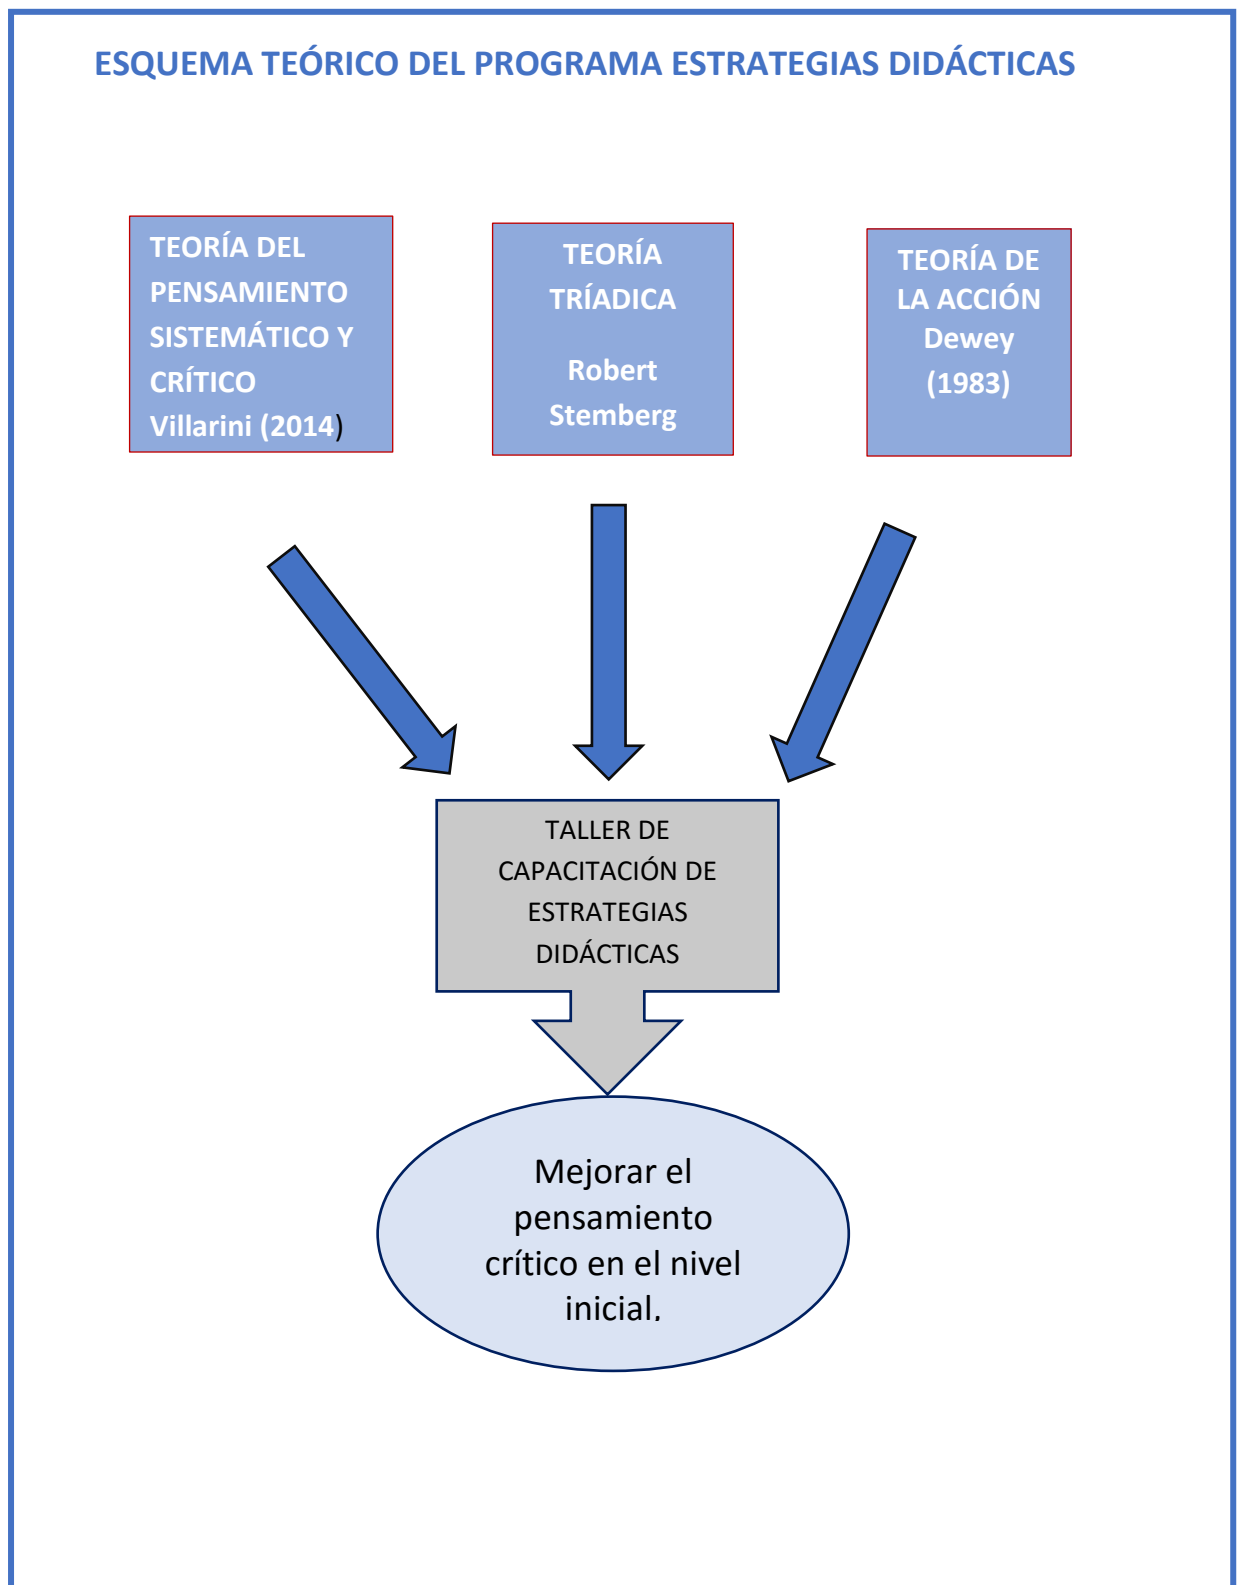 ESQUEMA TEÓRICO DEL PROGRAMA ESTRATEGIAS DIDÁCTICAS
TEORÍA DEL
PENSAMIENTO
SISTEMÁTICO Y
CRÍTICO
Villarini (2014)
TEORÍA
TRÍADICA
Robert
Stemberg
TEORÍA DE
LA ACCIÓN
Dewey
(1983)
TALLER DE
CAPACITACIÓN DE
ESTRATEGIAS
DIDÁCTICAS
Mejorar el
pensamiento
crítico en el nivel
inicial.